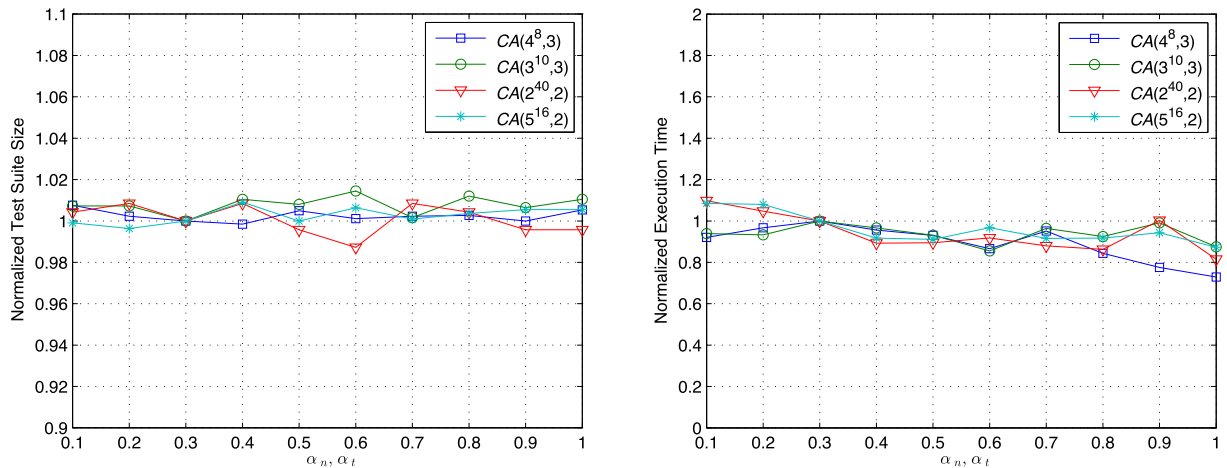 1.1
1.08
1.06
1.04
1.02
1
0.98
0.96
0.94
0.92
0.9
Normalized Test Suite Size
CA(4^8,3)
CA(3^10,3)
CA(2^40,2)
CA(5^16,2)
0.1 0.2 0.3 0.4 0.5 0.6 0.7 0.8 0.9 1
α_n, α_t
2
1.8
1.6
1.4
1.2
1
0.8
0.6
0.4
0.2
0
Normalized Execution Time
CA(4^8,3)
CA(3^10,3)
CA(2^40,2)
CA(5^16,2)
0.1 0.2 0.3 0.4 0.5 0.6 0.7 0.8 0.9 1
α_n, α_t